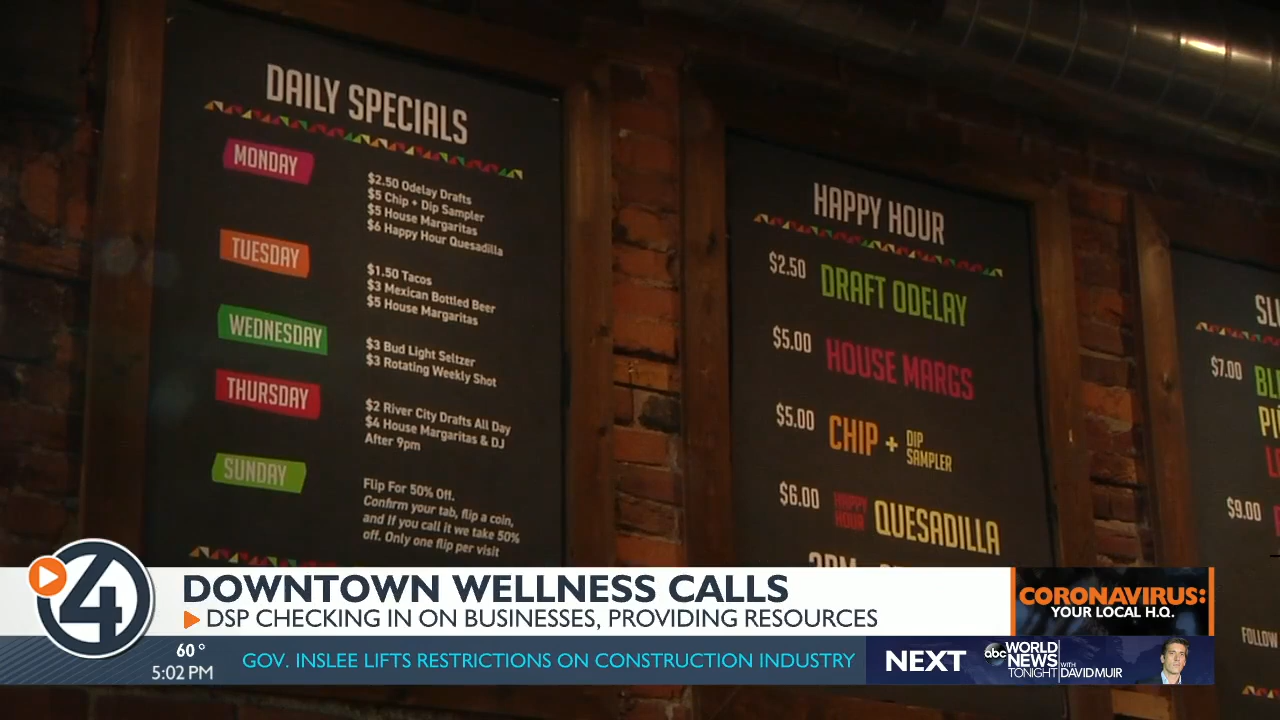 DAILY SPECIALS
MONDAY
$2.50 Odelay Drafts
$5 Chip + Dip Sampler
$5 House Margaritas
$6 Happy Hour Quesadilla
TUESDAY
$1.50 Tacos
$3 Mexican Bottled Beer
$5 House Margaritas
WEDNESDAY
$3 Bud Light Seltzer
$3 Rotating Weekly Shot
THURSDAY
$2 River City Drafts All Day
$4 House Margaritas & DJ
After 9pm
SUNDAY
Flip For 50% Off.
Confirm your tab, flip a coin,
and If you call it we take 50%
off. Only one flip per visit
HAPPY HOUR
$2.50 DRAFT ODELAY
$5.00 HOUSE MARGS
$5.00 CHIP + DIP SAMPLER
$6.00 HAPPY HOUR QUESADILLA
$7.00
$9.00
4
DOWNTOWN WELLNESS CALLS
DSP CHECKING IN ON BUSINESSES, PROVIDING RESOURCES
CORONAVIRUS:
YOUR LOCAL H.Q.
60°
5:02 PM
GOV. INSLEE LIFTS RESTRICTIONS ON CONSTRUCTION INDUSTRY
NEXT
abc WORLD NEWS TONIGHT WITH DAVID MUIR